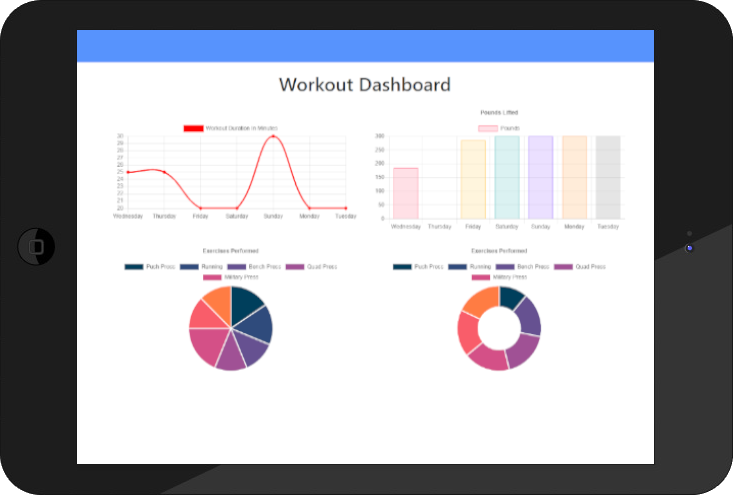 Workout Dashboard
Workout Duration in Minutes
30
29
28
27
26
25
24
23
22
21
20
Wednesday Thursday Friday Saturday Sunday Monday Tuesday
Pounds Lifted
Pounds
300
250
200
150
100
50
0
Wednesday Thursday Friday Saturday Sunday Monday Tuesday
Exercises Performed
Push Press Running Bench Press Quad Press
Military Press
Exercises Performed
Push Press Running Bench Press Quad Press
Military Press